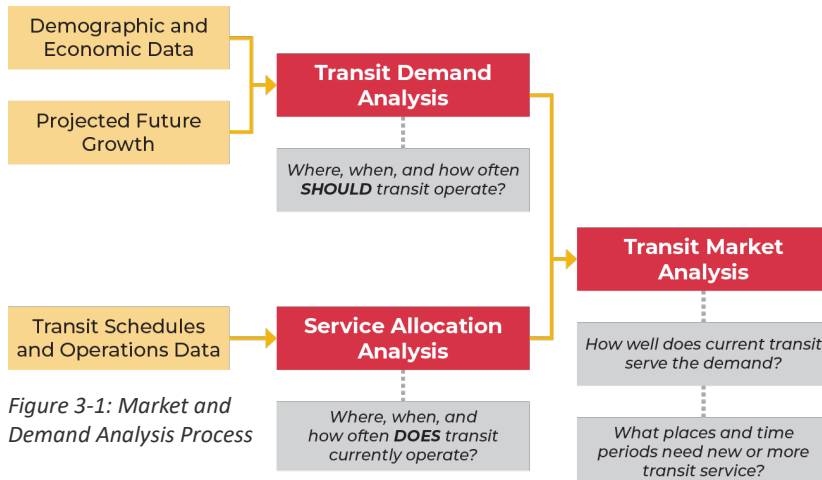 Demographic and
Economic Data
Projected Future
Growth
Transit Demand
Analysis
Where, when, and how often
SHOULD transit operate?
Transit Schedules
and Operations Data
Service Allocation
Analysis
Where, when, and
how often DOES transit
currently operate?
Transit Market
Analysis
How well does current transit
serve the demand?
What places and time
periods need new or more
transit service?
Figure 3-1: Market and
Demand Analysis Process